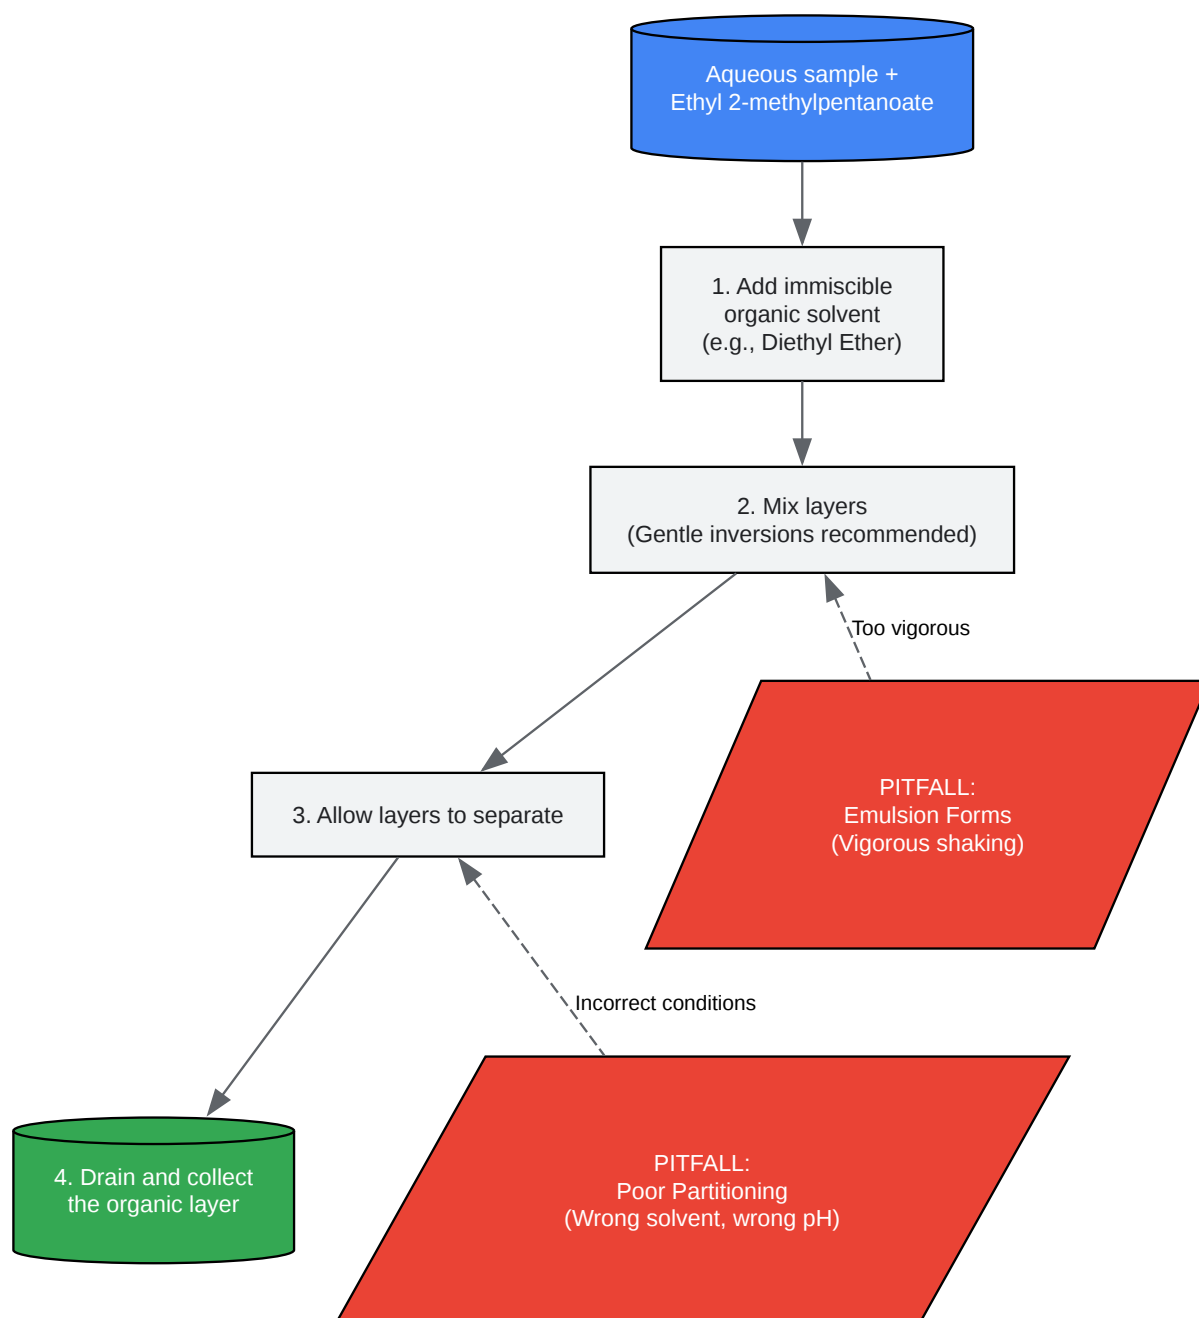 Aqueous sample +
Ethyl 2-methylpentanoate
1. Add immiscible
organic solvent
(e.g., Diethyl Ether)
2. Mix layers
(Gentle inversions recommended)
Too vigorous
PITFALL:
Emulsion Forms
(Vigorous shaking)
3. Allow layers to separate
Incorrect conditions
PITFALL:
Poor Partitioning
(Wrong solvent, wrong pH)
4. Drain and collect
the organic layer